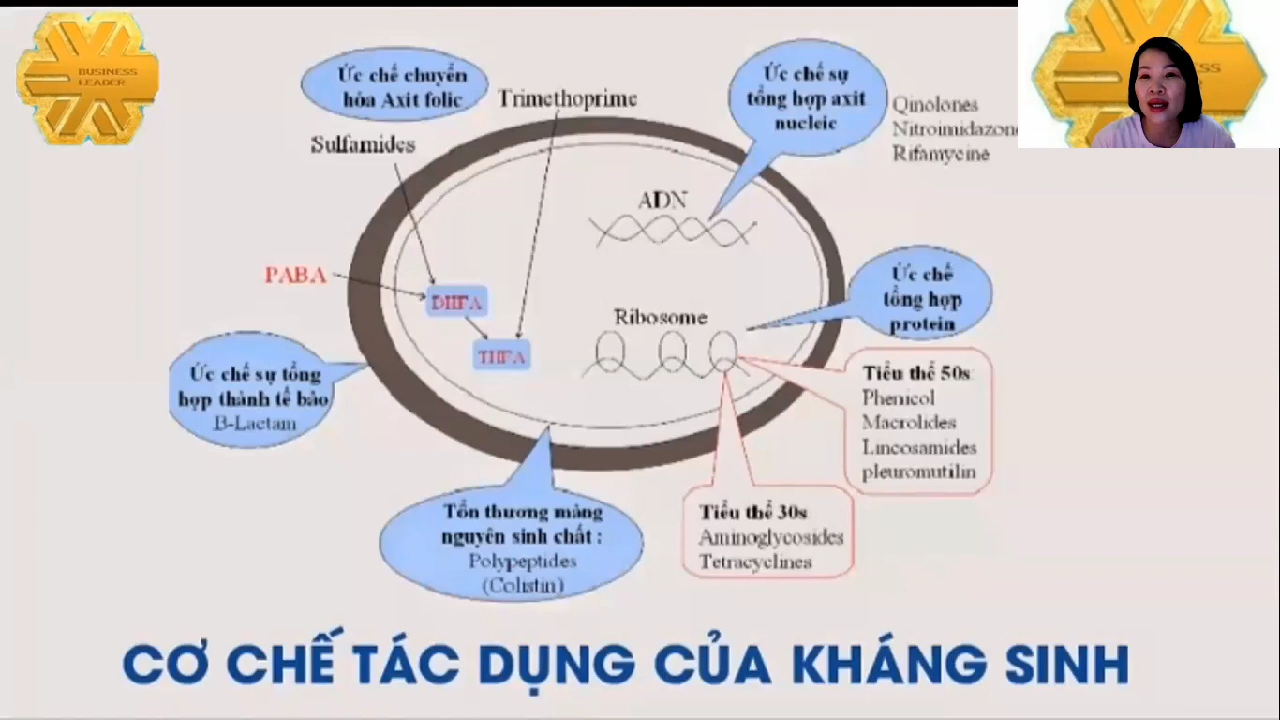 BUSINESS
LEADER
Ức chế chuyển
hóa Axit folic
Trimethoprime
Sulfamides
Ức chế sự
tổng hợp axit
nucleic
Qinolones
Nitroimidazon
Rifamycine
ADN
PABA
DHFA
THFA
Ribosome
Ức chế
tổng hợp
protein
Ức chế sự tổng
hợp thành tế bào
B-Lactam
Tiểu thể 50s
Phenicol
Macrolides
Lincosamides
pleuromutilin
Tổn thương màng
nguyên sinh chất :
Polypeptides
(Colistin)
Tiểu thể 30s
Aminoglycosides
Tetracyclines
CƠ CHẾ TÁC DỤNG CỦA KHÁNG SINH